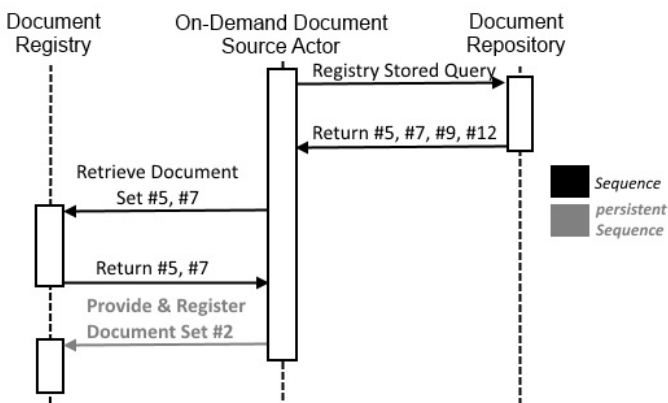 Document
Registry
On-Demand Document
Source Actor
Document
Repository
Registry Stored Query
Return #5, #7, #9, #12
Retrieve Document
Set #5, #7
Return #5, #7
Provide & Register
Document Set #2
Sequence
persistent
Sequence